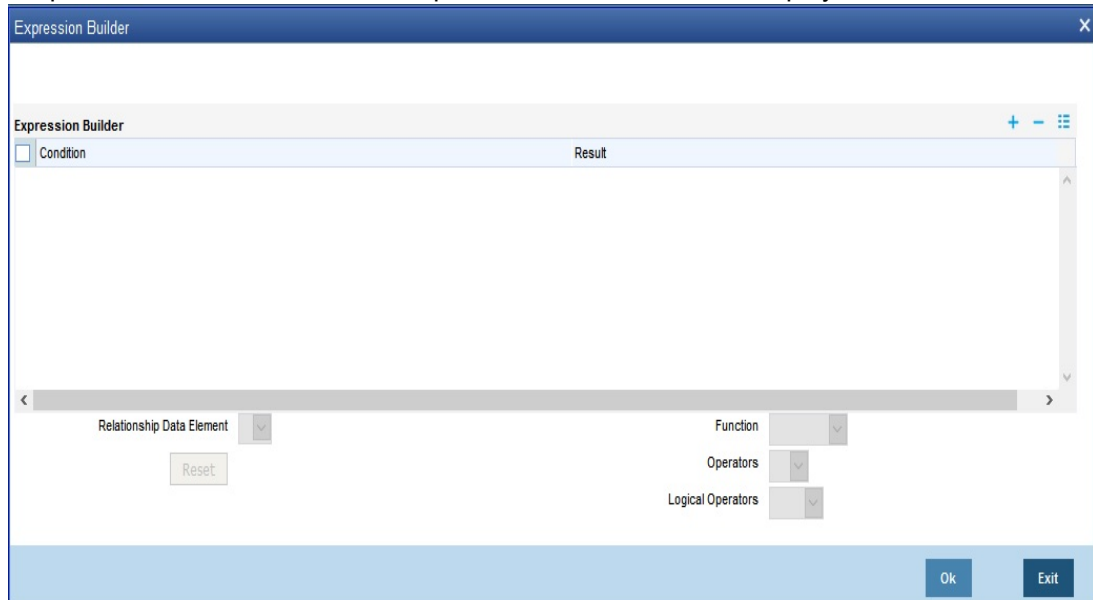 Expression Builder
Expression Builder
Condition Result
Relationship Data Element Function
Reset Operators
Logical Operators
Ok Exit